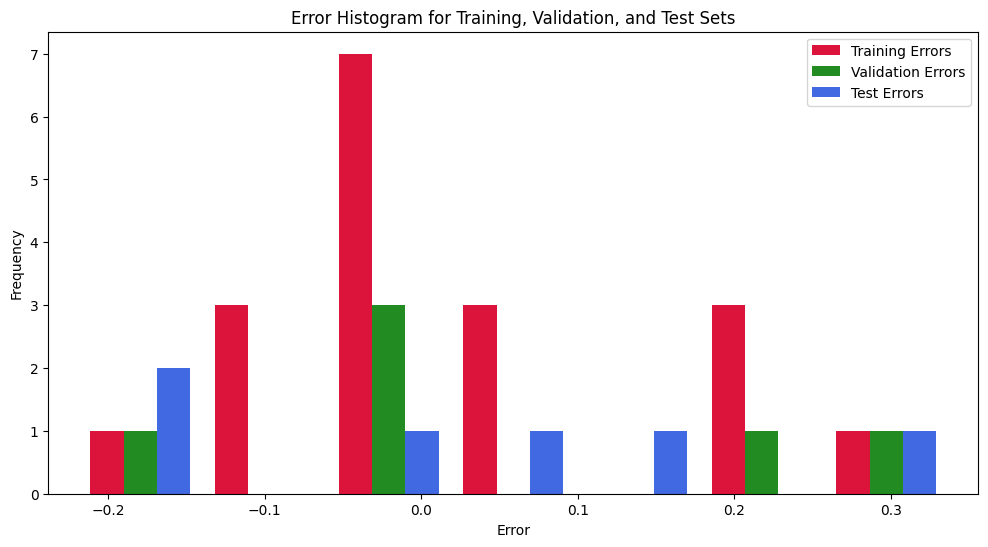 Error Histogram for Training, Validation, and Test Sets
Training Errors
Validation Errors
Test Errors
Frequency
7
6
5
4
3
2
1
0
−0.2 −0.1 0.0 0.1 0.2 0.3
Error